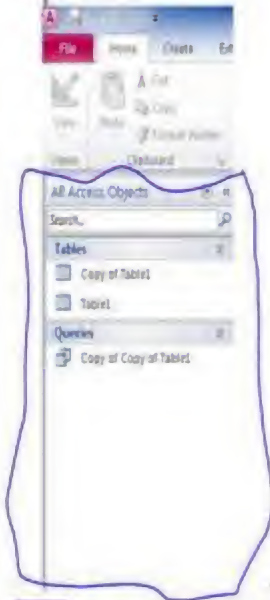 A
File Home Create Ext
View Paste Cut
Copy
Format Painter
Views Clipboard
All Access Objects
Search...
Tables
Copy of Table1
Table1
Queries
Copy of Copy of Table1